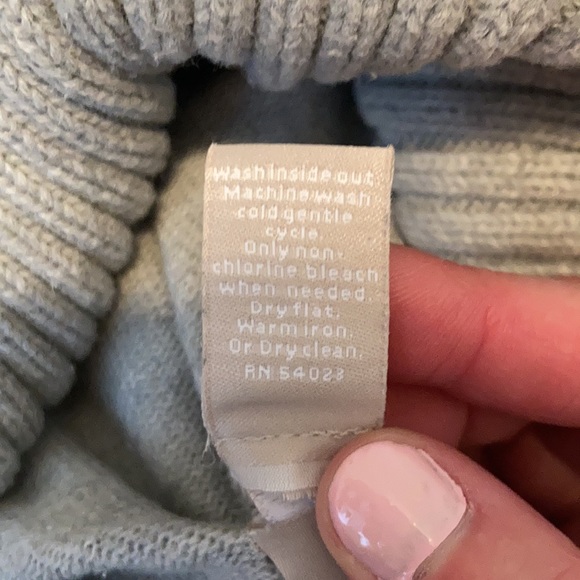 Wash inside out
Machine wash
cold gentle
cycle.
Only non-
chlorine bleach
when needed.
Dry flat.
Warm iron.
Or Dry clean.
RN 54023